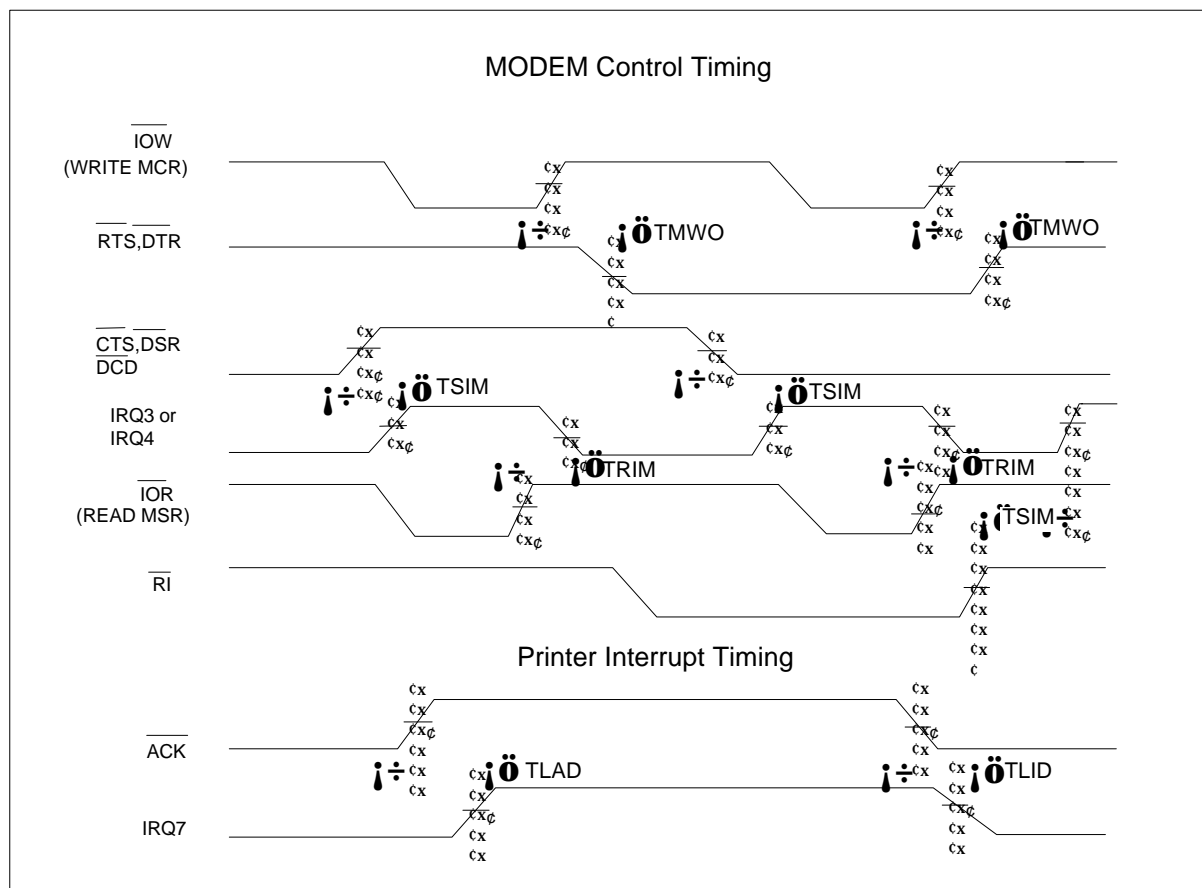 MODEM Control Timing
IOW
(WRITE MCR)
RTS,DTR
TMWO
TMWO
CTS,DSR
DCD
TSIM
TSIM
IRQ3 or
IRQ4
TRIM
TRIM
IOR
(READ MSR)
TSIM
RI
Printer Interrupt Timing
ACK
TLAD
TLID
IRQ7